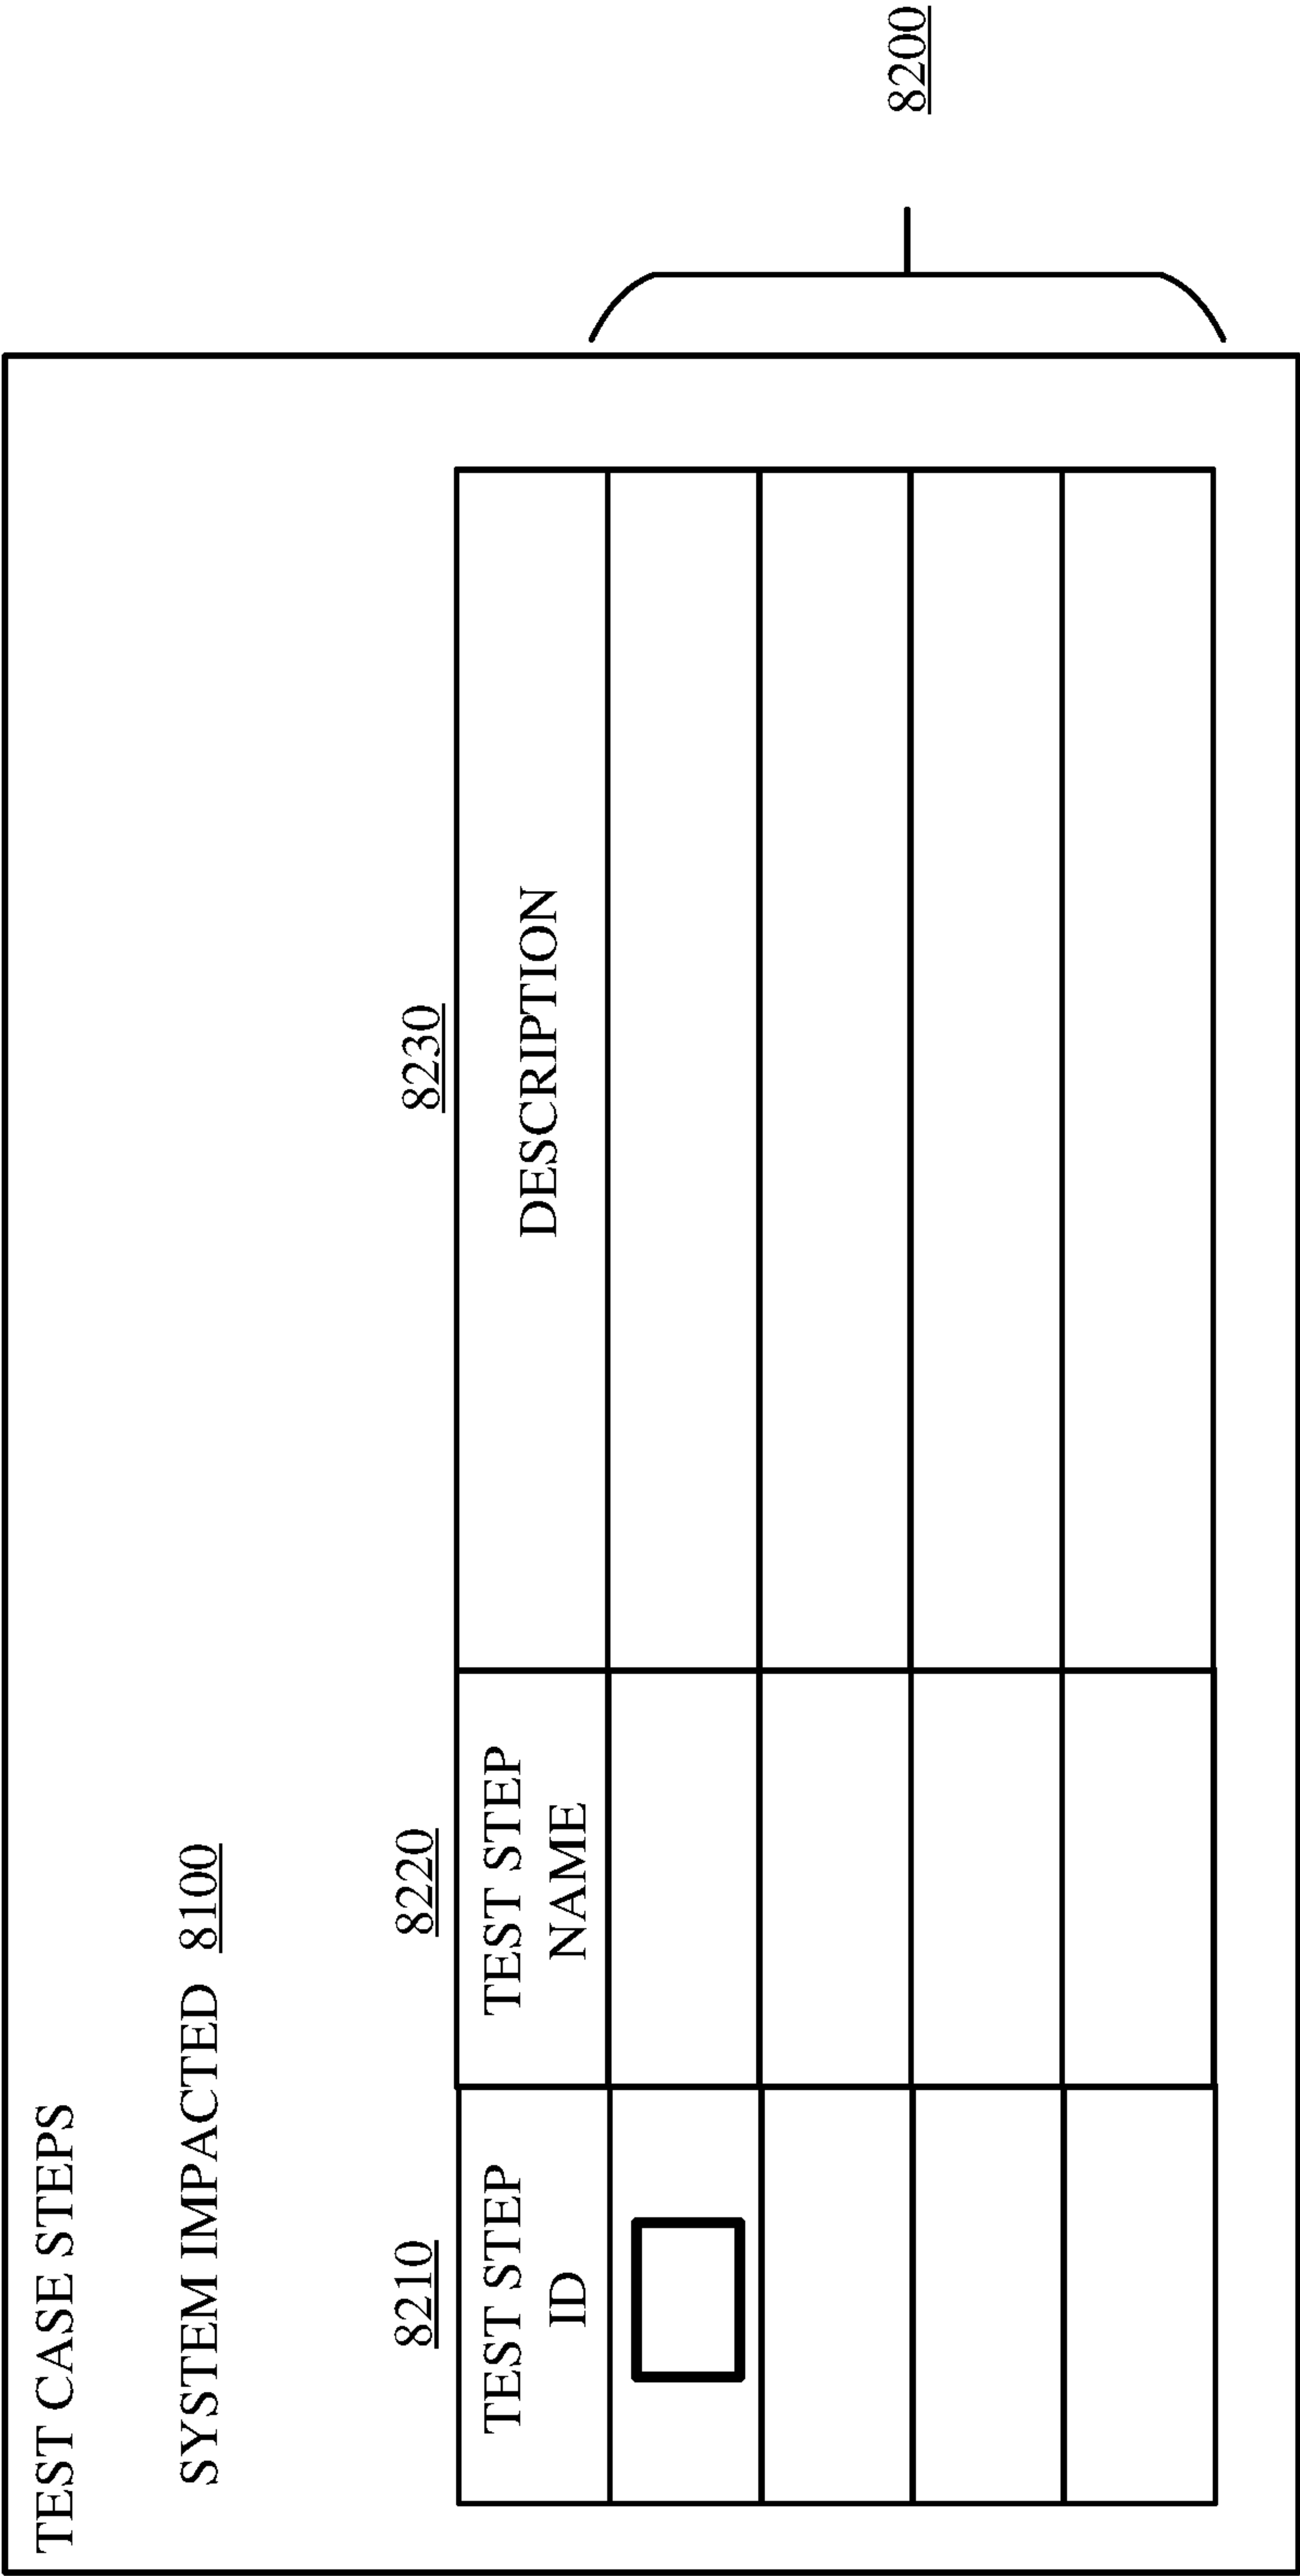 TEST CASE STEPS
SYSTEM IMPACTED 8100
8210
8220
8230
TEST STEP
ID
TEST STEP
NAME
DESCRIPTION
8200